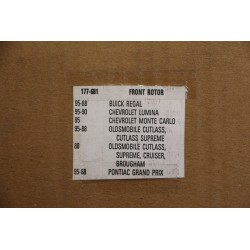 177-681 FRONT ROTOR
95-88 BUICK REGAL
95-90 CHEVROLET LUMINA
95 CHEVROLET MONTE CARLO
95-88 OLDSMOBILE CUTLASS,
CUTLASS SUPREME
88 OLDSMOBILE CUTLASS,
SUPREME, CRUISER,
BROUGHAM
95-88 PONTIAC GRAND PRIX